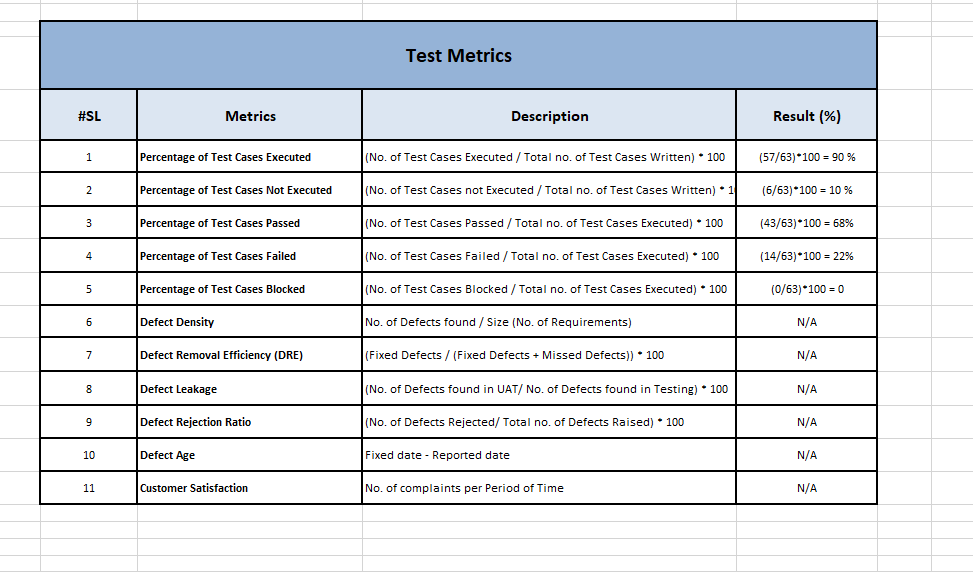 Test Metrics
#SL Metrics Description Result (%)
1 Percentage of Test Cases Executed (No. of Test Cases Executed / Total no. of Test Cases Written) * 100 (57/63)*100 = 90 %
2 Percentage of Test Cases Not Executed (No. of Test Cases not Executed / Total no. of Test Cases Written) * 1 (6/63)*100 = 10 %
3 Percentage of Test Cases Passed (No. of Test Cases Passed / Total no. of Test Cases Executed) * 100 (43/63)*100 = 68%
4 Percentage of Test Cases Failed (No. of Test Cases Failed / Total no. of Test Cases Executed) * 100 (14/63)*100 = 22%
5 Percentage of Test Cases Blocked (No. of Test Cases Blocked / Total no. of Test Cases Executed) * 100 (0/63)*100 = 0
6 Defect Density No. of Defects found / Size (No. of Requirements) N/A
7 Defect Removal Efficiency (DRE) (Fixed Defects / (Fixed Defects + Missed Defects)) * 100 N/A
8 Defect Leakage (No. of Defects found in UAT/ No. of Defects found in Testing) * 100 N/A
9 Defect Rejection Ratio (No. of Defects Rejected/ Total no. of Defects Raised) * 100 N/A
10 Defect Age Fixed date - Reported date N/A
11 Customer Satisfaction No. of complaints per Period of Time N/A